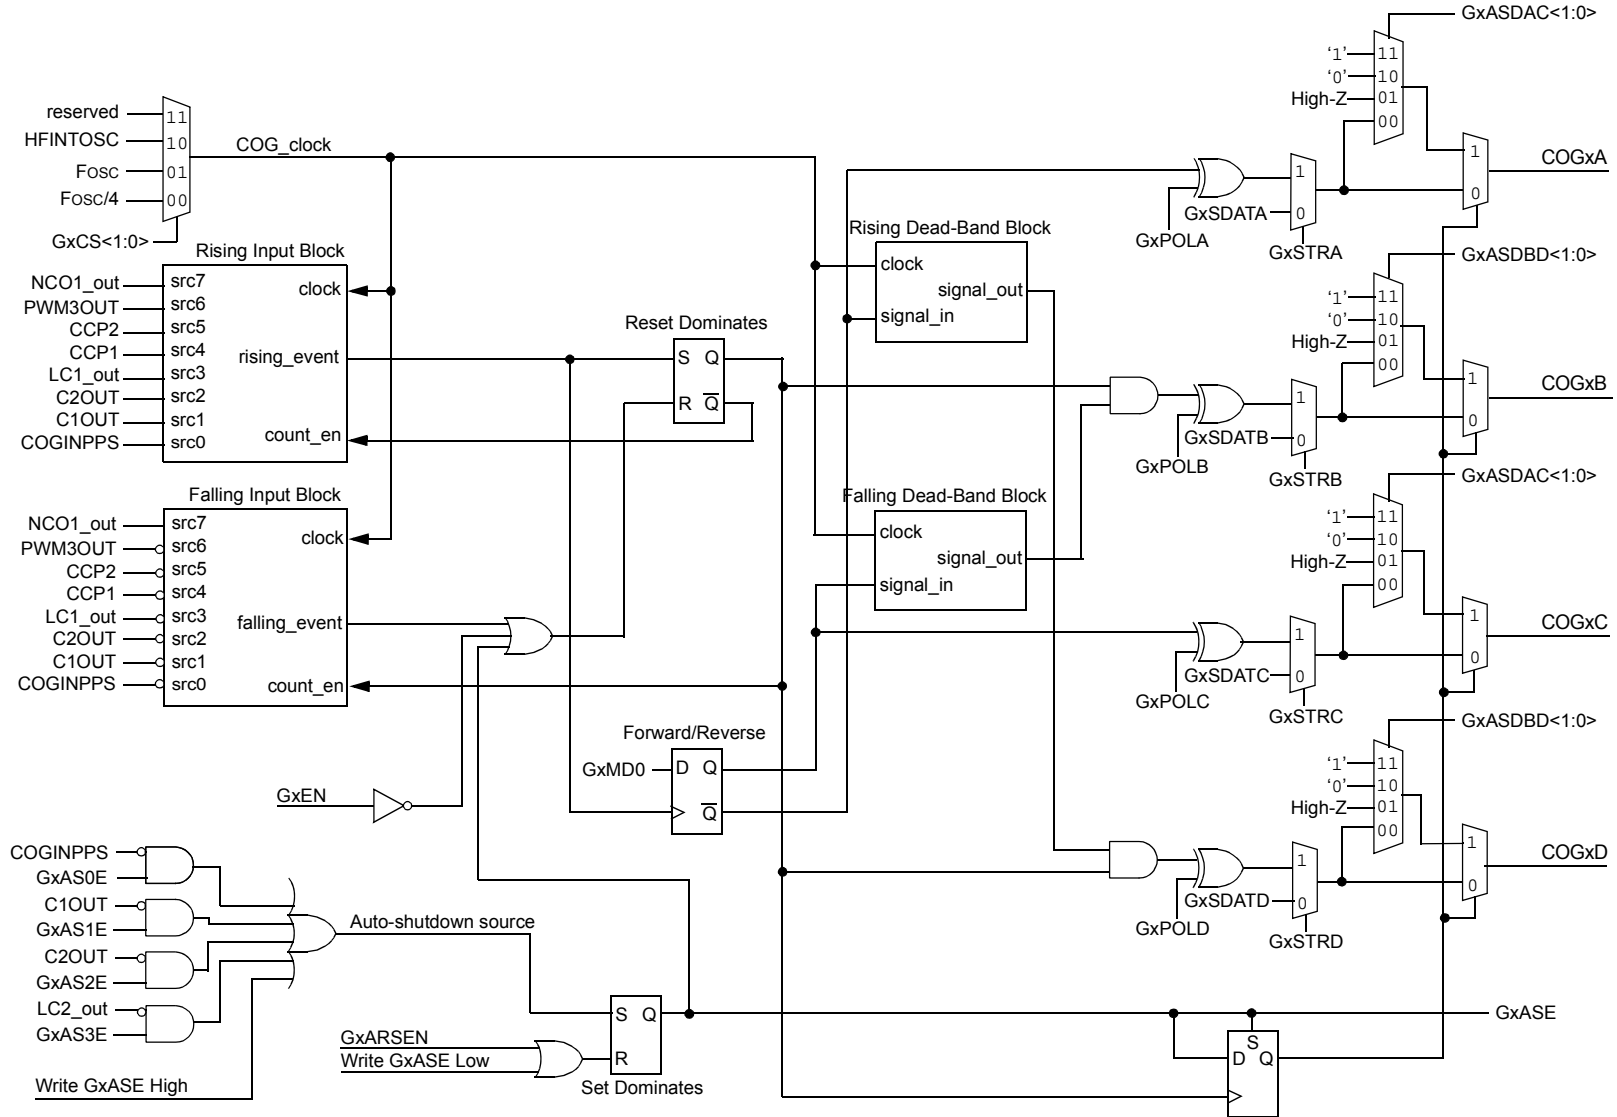 GxASDAC<1:0>
'1'
11
'0'
10
High-Z
01
00
reserved
11
HFINTOSC
10
Fosc
01
Fosc/4
00
GxCS<1:0>
COG_clock
1
0
COGxA
GxPOLA
GxSDATA
1
0
GxSTRA
Rising Input Block
NCO1_out
src7
PWM3OUT
src6
CCP2
src5
CCP1
src4
LC1_out
src3
C2OUT
src2
C1OUT
src1
COGINPPS
src0
clock
rising_event
count_en
Reset Dominates
S
Q
R
Q̅
Rising Dead-Band Block
clock
signal_out
signal_in
GxASDBD<1:0>
'1'
11
'0'
10
High-Z
01
00
1
0
COGxB
GxPOLB
GxSDATB
1
0
GxSTRB
Falling Input Block
NCO1_out
src7
PWM3OUT
src6
CCP2
src5
CCP1
src4
LC1_out
src3
C2OUT
src2
C1OUT
src1
COGINPPS
src0
clock
falling_event
count_en
Falling Dead-Band Block
clock
signal_out
signal_in
GxASDAC<1:0>
'1'
11
'0'
10
High-Z
01
00
1
0
COGxC
GxPOLC
GxSDATC
1
0
GxSTRC
Forward/Reverse
GxMD0
D
Q
Q̅
GxEN
GxASDBD<1:0>
'1'
11
'0'
10
High-Z
01
00
1
0
COGxD
GxPOLD
GxSDATD
1
0
GxSTRD
COGINPPS
GxAS0E
C1OUT
GxAS1E
C2OUT
GxAS2E
LC2_out
GxAS3E
Auto-shutdown source
Write GxASE High
GxARSEN
Write GxASE Low
S
Q
R
Set Dominates
GxASE
S
D
Q